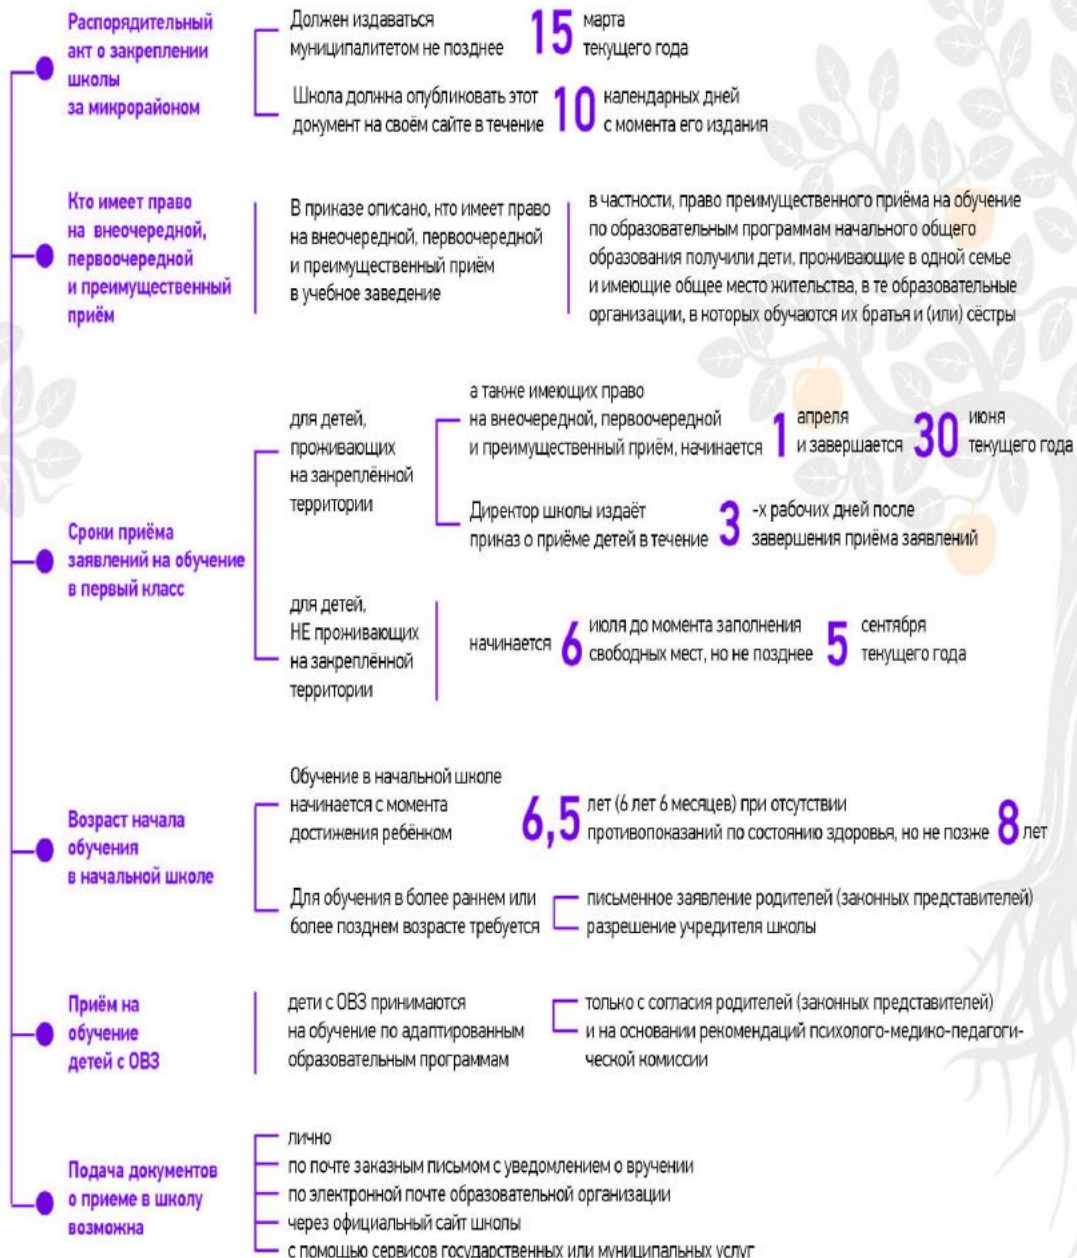 Распорядительный
акт о закреплении
школы
за микрорайоном
Должен издаваться
муниципалитетом не позднее 15 марта
текущего года
Школа должна опубликовать этот
документ на своём сайте в течение 10 календарных дней
с момента его издания
Кто имеет право
на внеочередной,
первоочередной
и преимущественный
приём
В приказе описано, кто имеет право
на внеочередной, первоочередной
и преимущественный приём
в учебное заведение
в частности, право преимущественного приёма на обучение
по образовательным программам начального общего
образования получили дети, проживающие в одной семье
и имеющие общее место жительства, в те образовательные
организации, в которых обучаются их братья и (или) сёстры
Сроки приёма
заявлений на обучение
в первый класс
для детей,
проживающих
на закреплённой
территории
а также имеющих право
на внеочередной, первоочередной
и преимущественный приём, начинается 1 апреля
и завершается 30 июня
текущего года
Директор школы издаёт
приказ о приёме детей в течение 3 -х рабочих дней после
завершения приёма заявлений
для детей,
НЕ проживающих
на закреплённой
территории
начинается 6 июля до момента заполнения
свободных мест, но не позднее 5 сентября
текущего года
Возраст начала
обучения
в начальной школе
Обучение в начальной школе
начинается с момента
достижения ребёнком 6,5 лет (6 лет 6 месяцев) при отсутствии
противопоказаний по состоянию здоровья, но не позже 8 лет
Для обучения в более раннем или
более позднем возрасте требуется
письменное заявление родителей (законных представителей)
разрешение учредителя школы
Приём на
обучение
детей с ОВЗ
дети с ОВЗ принимаются
на обучение по адаптированным
образовательным программам
только с согласия родителей (законных представителей)
и на основании рекомендаций психолого-медико-педагоги-
ческой комиссии
Подача документов
о приеме в школу
возможна
лично
по почте заказным письмом с уведомлением о вручении
по электронной почте образовательной организации
через официальный сайт школы
с помощью сервисов государственных или муниципальных услуг